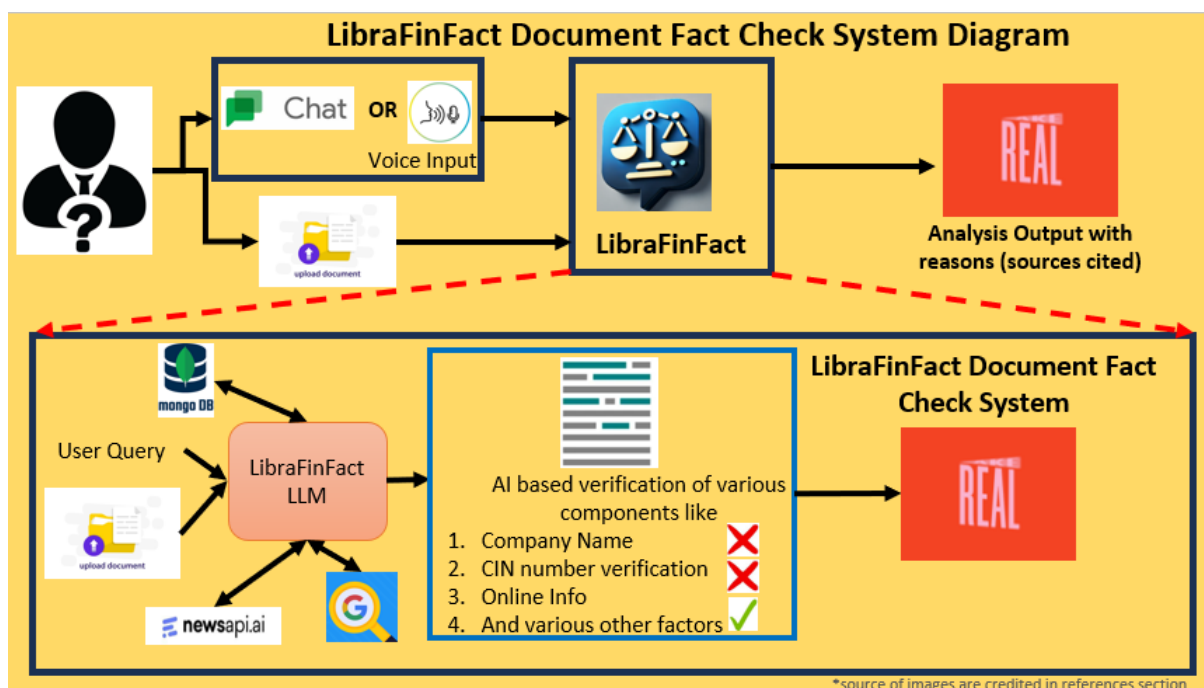 LibraFinFact Document Fact Check System Diagram
Chat
OR
Voice Input
upload document
LibraFinFact
REAL
Analysis Output with
reasons (sources cited)
mongoDB
User Query
upload document
LibraFinFact
LLM
newsapi.ai
G
AI based verification of various
components like
1. Company Name
2. CIN number verification
3. Online Info
4. And various other factors
LibraFinFact Document Fact
Check System
REAL
*source of images are credited in references section